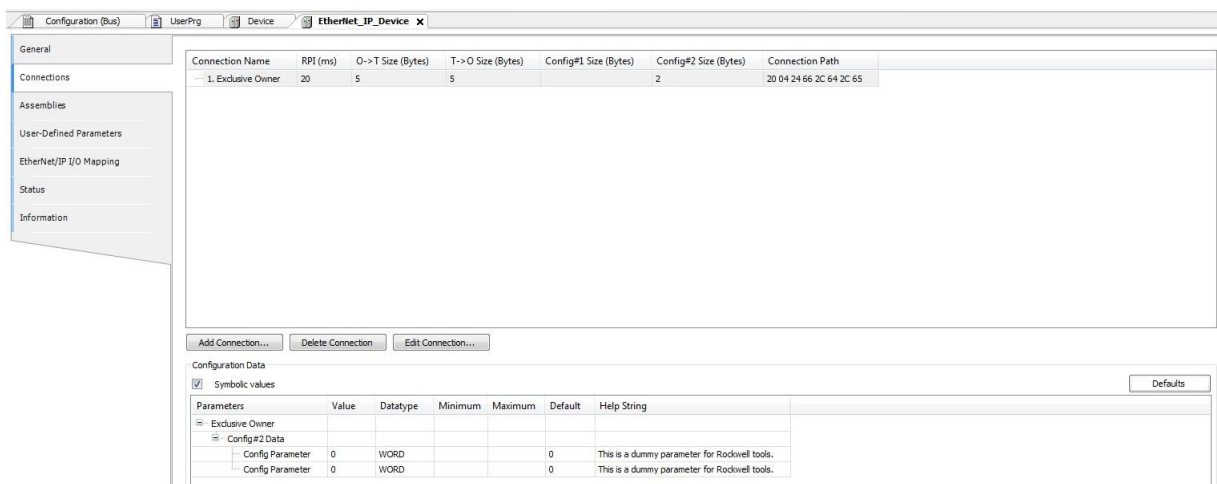 Configuration (Bus) UserPrg Device EtherNet_IP_Device X
General
Connections
Assemblies
User-Defined Parameters
EtherNet/IP I/O Mapping
Status
Information
Connection Name RPI (ms) O->T Size (Bytes) T->O Size (Bytes) Config#1 Size (Bytes) Config#2 Size (Bytes) Connection Path
1. Exclusive Owner 20 5 5 2 20 04 24 66 2C 64 2C 65
Add Connection... Delete Connection Edit Connection...
Configuration Data
Symbolic values Defaults
Parameters Value Datatype Minimum Maximum Default Help String
Exclusive Owner
Config#2 Data
Config Parameter 0 WORD 0 This is a dummy parameter for Rockwell tools.
Config Parameter 0 WORD 0 This is a dummy parameter for Rockwell tools.